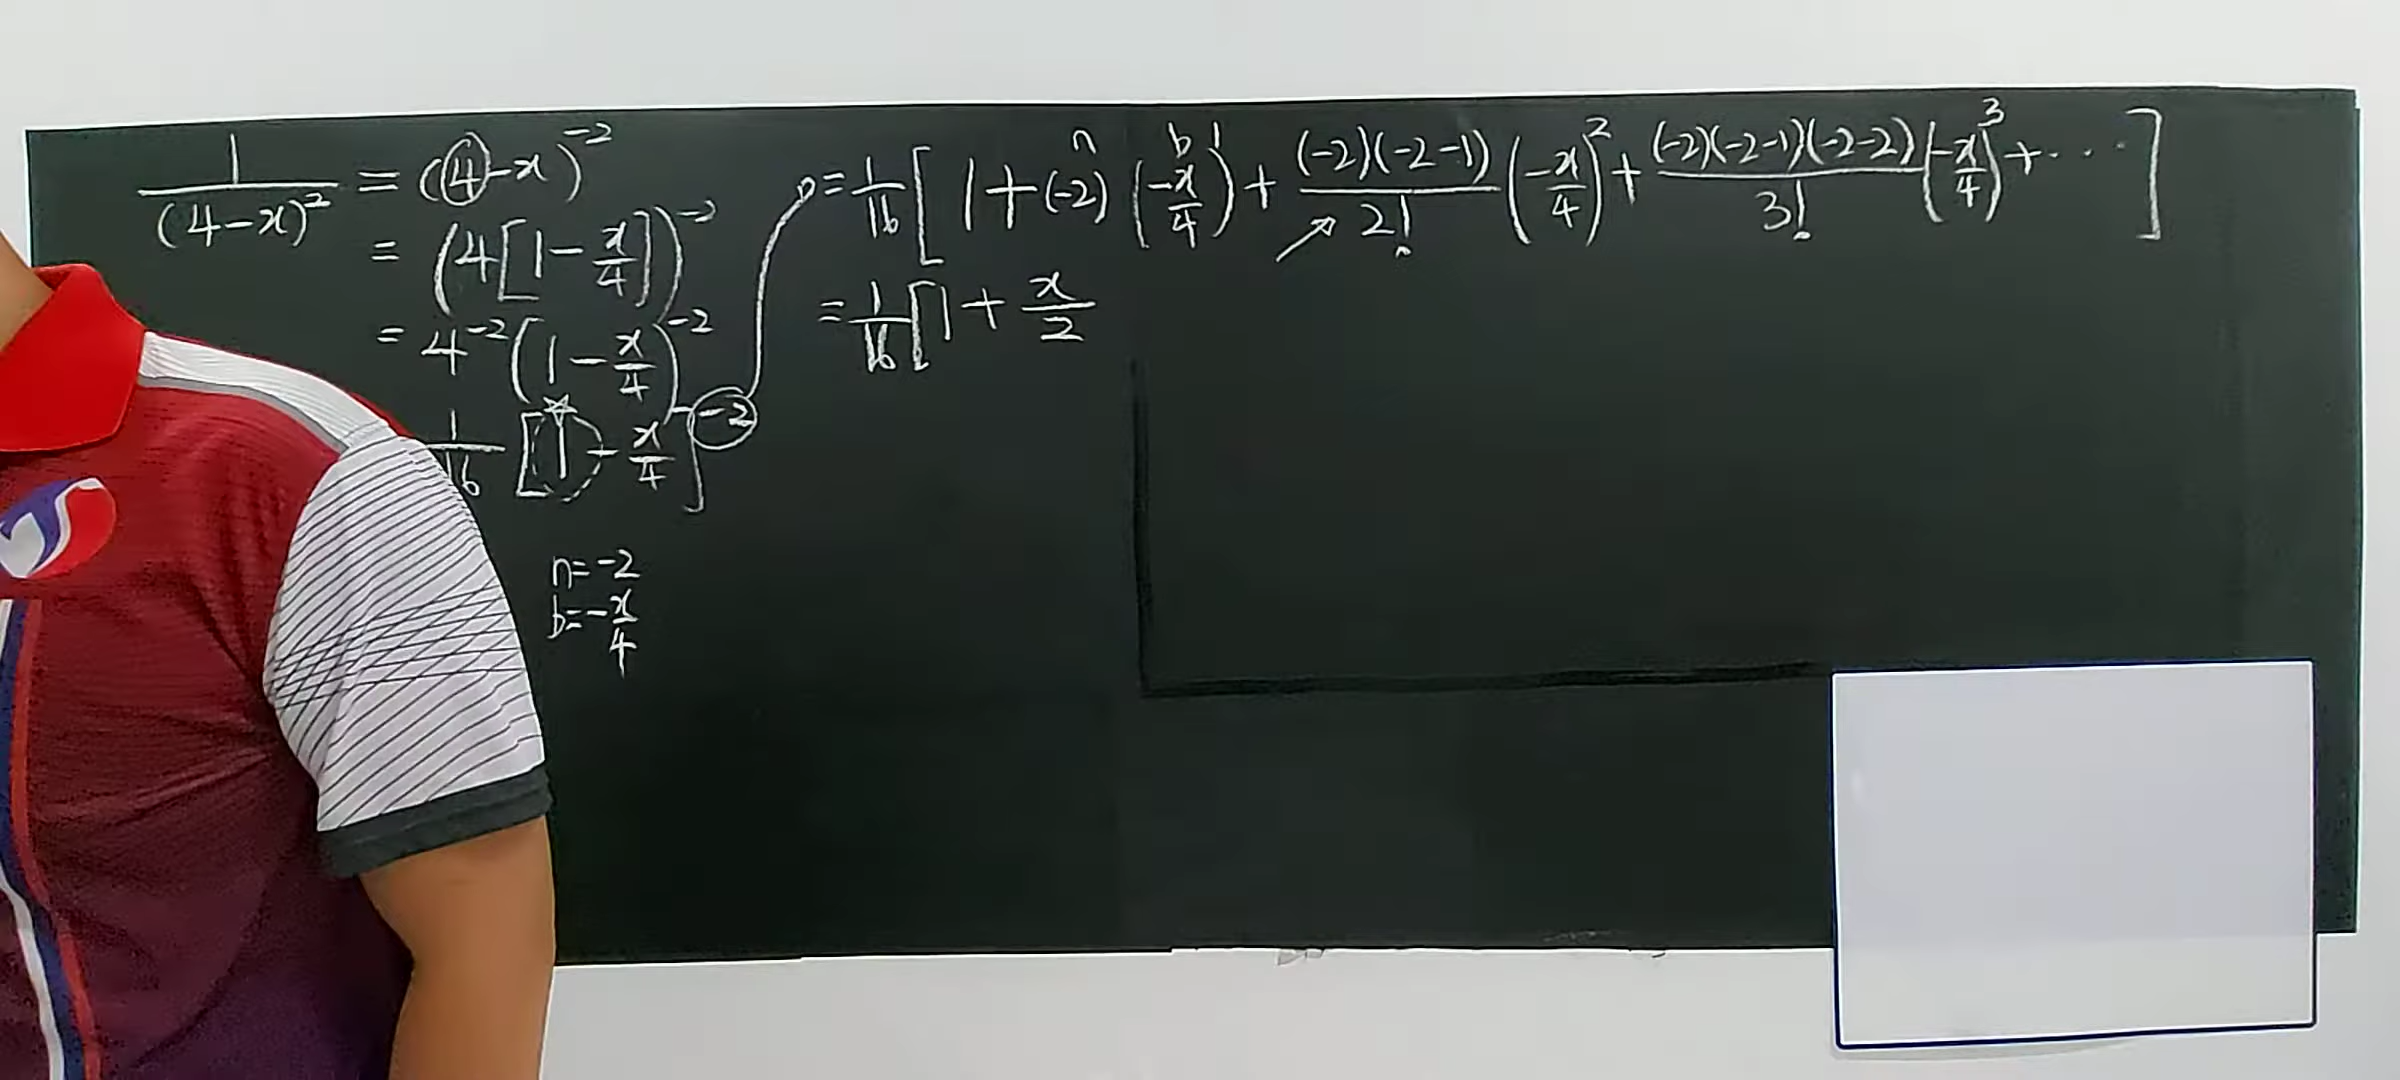 1/(4-x)² ≡ (4-x)⁻²
= (4[1-x/4])⁻²
= 4⁻²(1-x/4)⁻²
1/16 [1-x/4]⁻²
n=-2
b=-x/4
n b 1
= 1/16 [1+(-2)(-x/4)+(-2)(-2-1)/2! (-x/4)²+(-2)(-2-1)(-2-2)/3! (-x/4)³+...]
= 1/16 [1+x/2